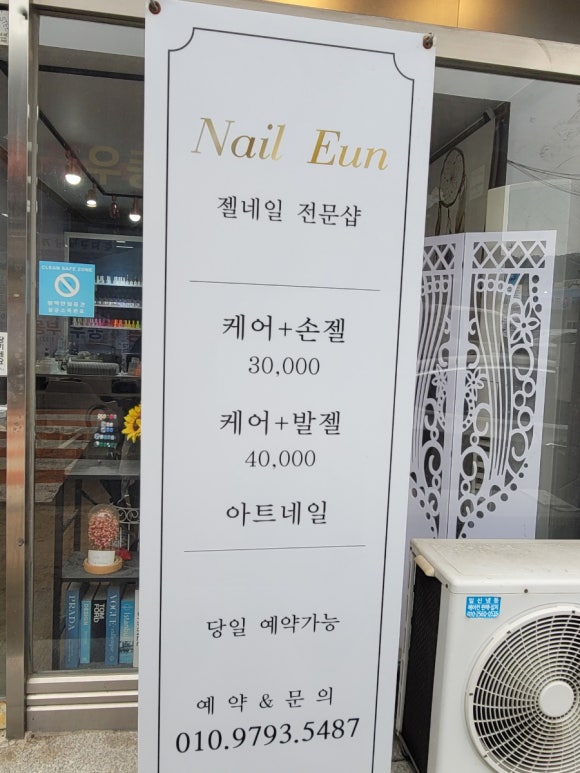 Nail Eun
젤네일 전문샵
케어+손젤
30,000
케어+발젤
40,000
아트네일
당일 예약가능
예약&문의
010.9793.5487
CLEAN SAFE ZONE
PRADA
TOM FORD
VOGUE